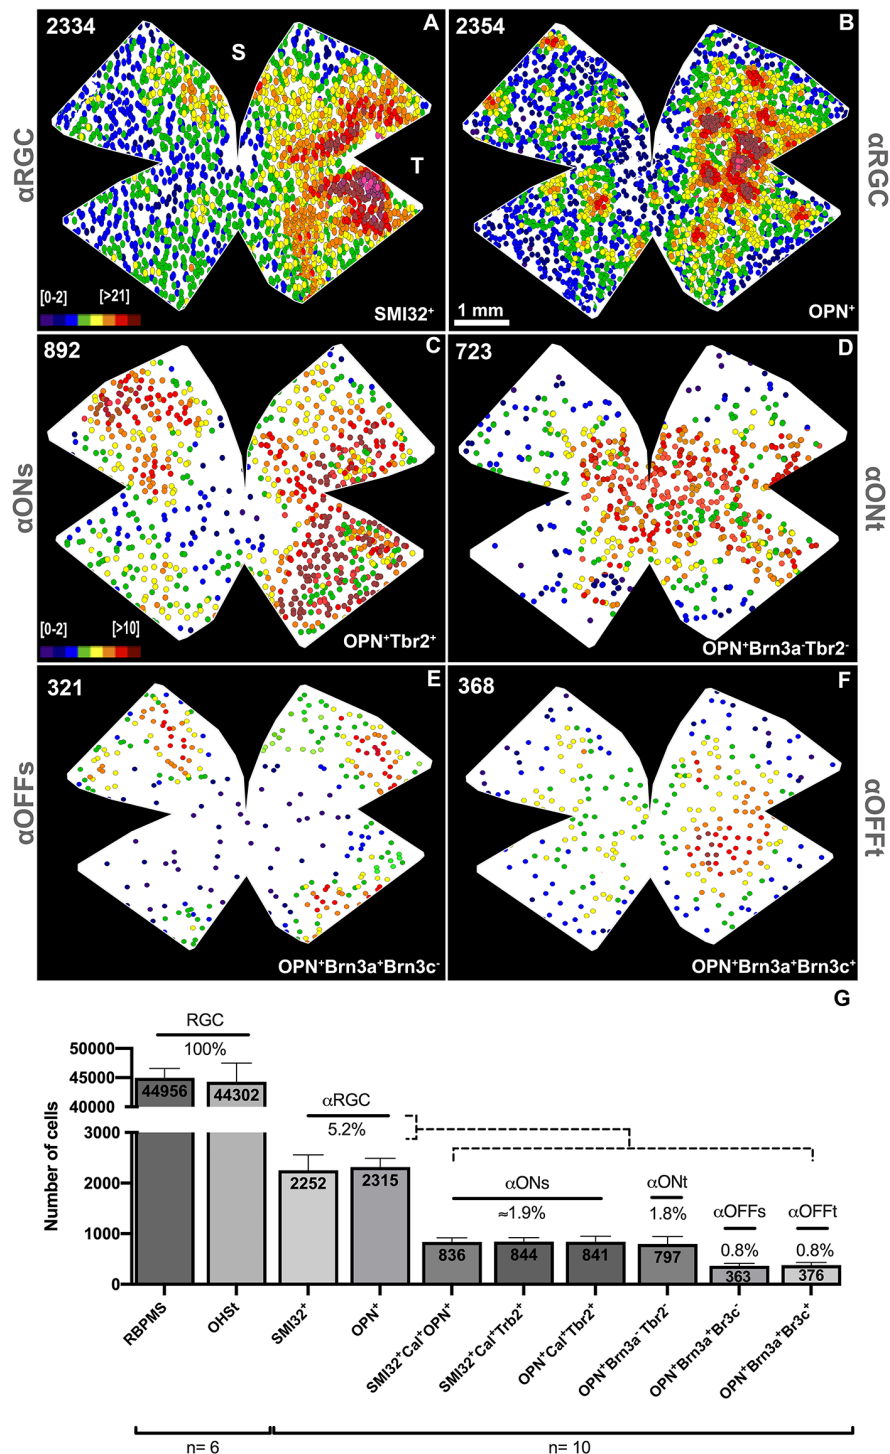 2334
S
A
T
αRGC
[0-2] [>21]
SMI32⁺
2354
B
αRGC
1 mm
OPN⁺
892
C
αONs
[0-2] [>10]
OPN⁺Tbr2⁺
723
D
αONt
OPN⁺Brn3a⁻Tbr2⁻
321
E
αOFFs
OPN⁺Brn3a⁺Brn3c⁻
368
F
αOFFt
OPN⁺Brn3a⁺Brn3c⁺
G
Number of cells
50000
45000
40000
3000
2000
1000
0
RGC
100%
αRGC
5.2%
αONs
≈1.9%
αONt
1.8%
αOFFs
0.8%
αOFFt
0.8%
44956
44302
2252
2315
836
844
841
797
363
376
RBPMS
OHSt
SMI32⁺
OPN⁺
SMI32⁺Cal⁺OPN⁺
SMI32⁺Cal⁺Trb2⁺
OPN⁺Cal⁺Tbr2⁺
OPN⁺Brn3a⁻Tbr2⁻
OPN⁺Brn3a⁺Br3c⁻
OPN⁺Brn3a⁺Br3c⁺
n= 6
n= 10